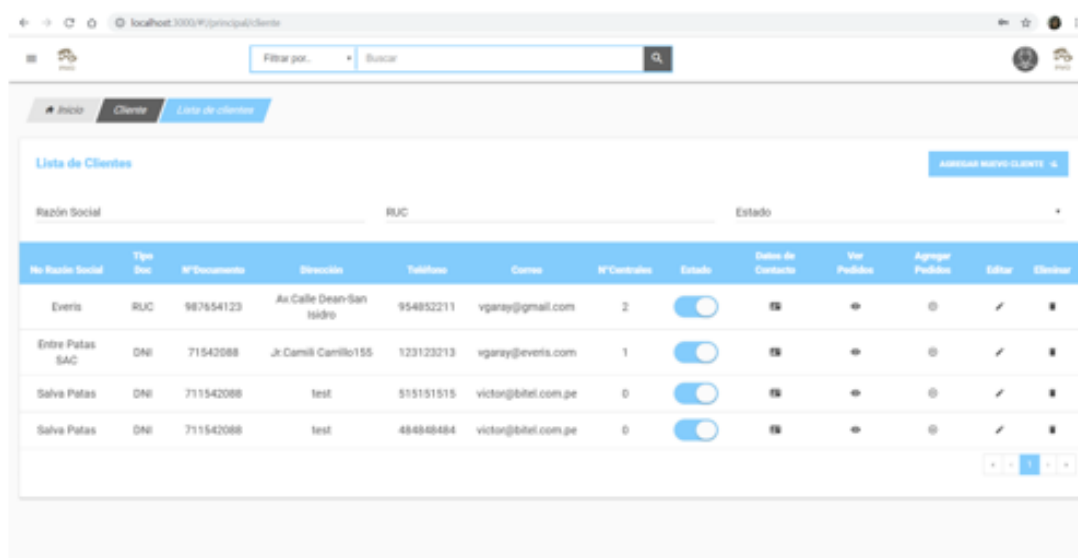 localhost:3000/#!/principal/cliente
Filtrar por.. Buscar
Inicio Cliente Lista de clientes
Lista de Clientes AGREGAR NUEVO CLIENTE
Razón Social RUC Estado
No Razón Social Tipo Doc N°Documento Dirección Teléfono Correo N°Centrales Estado Datos de Contacto Ver Pedidos Agregar Pedidos Editar Eliminar
Everis RUC 987654123 Av.Calle Dean-San Isidro 954852211 vgaray@gmail.com 2
Entre Patas SAC DNI 71542088 Jr.Camili Carrillo155 123123213 vgaray@everis.com 1
Salva Patas DNI 711542088 test 515151515 victor@bitel.com.pe 0
Salva Patas DNI 711542088 test 484848484 victor@bitel.com.pe 0
« ‹ 1 › »